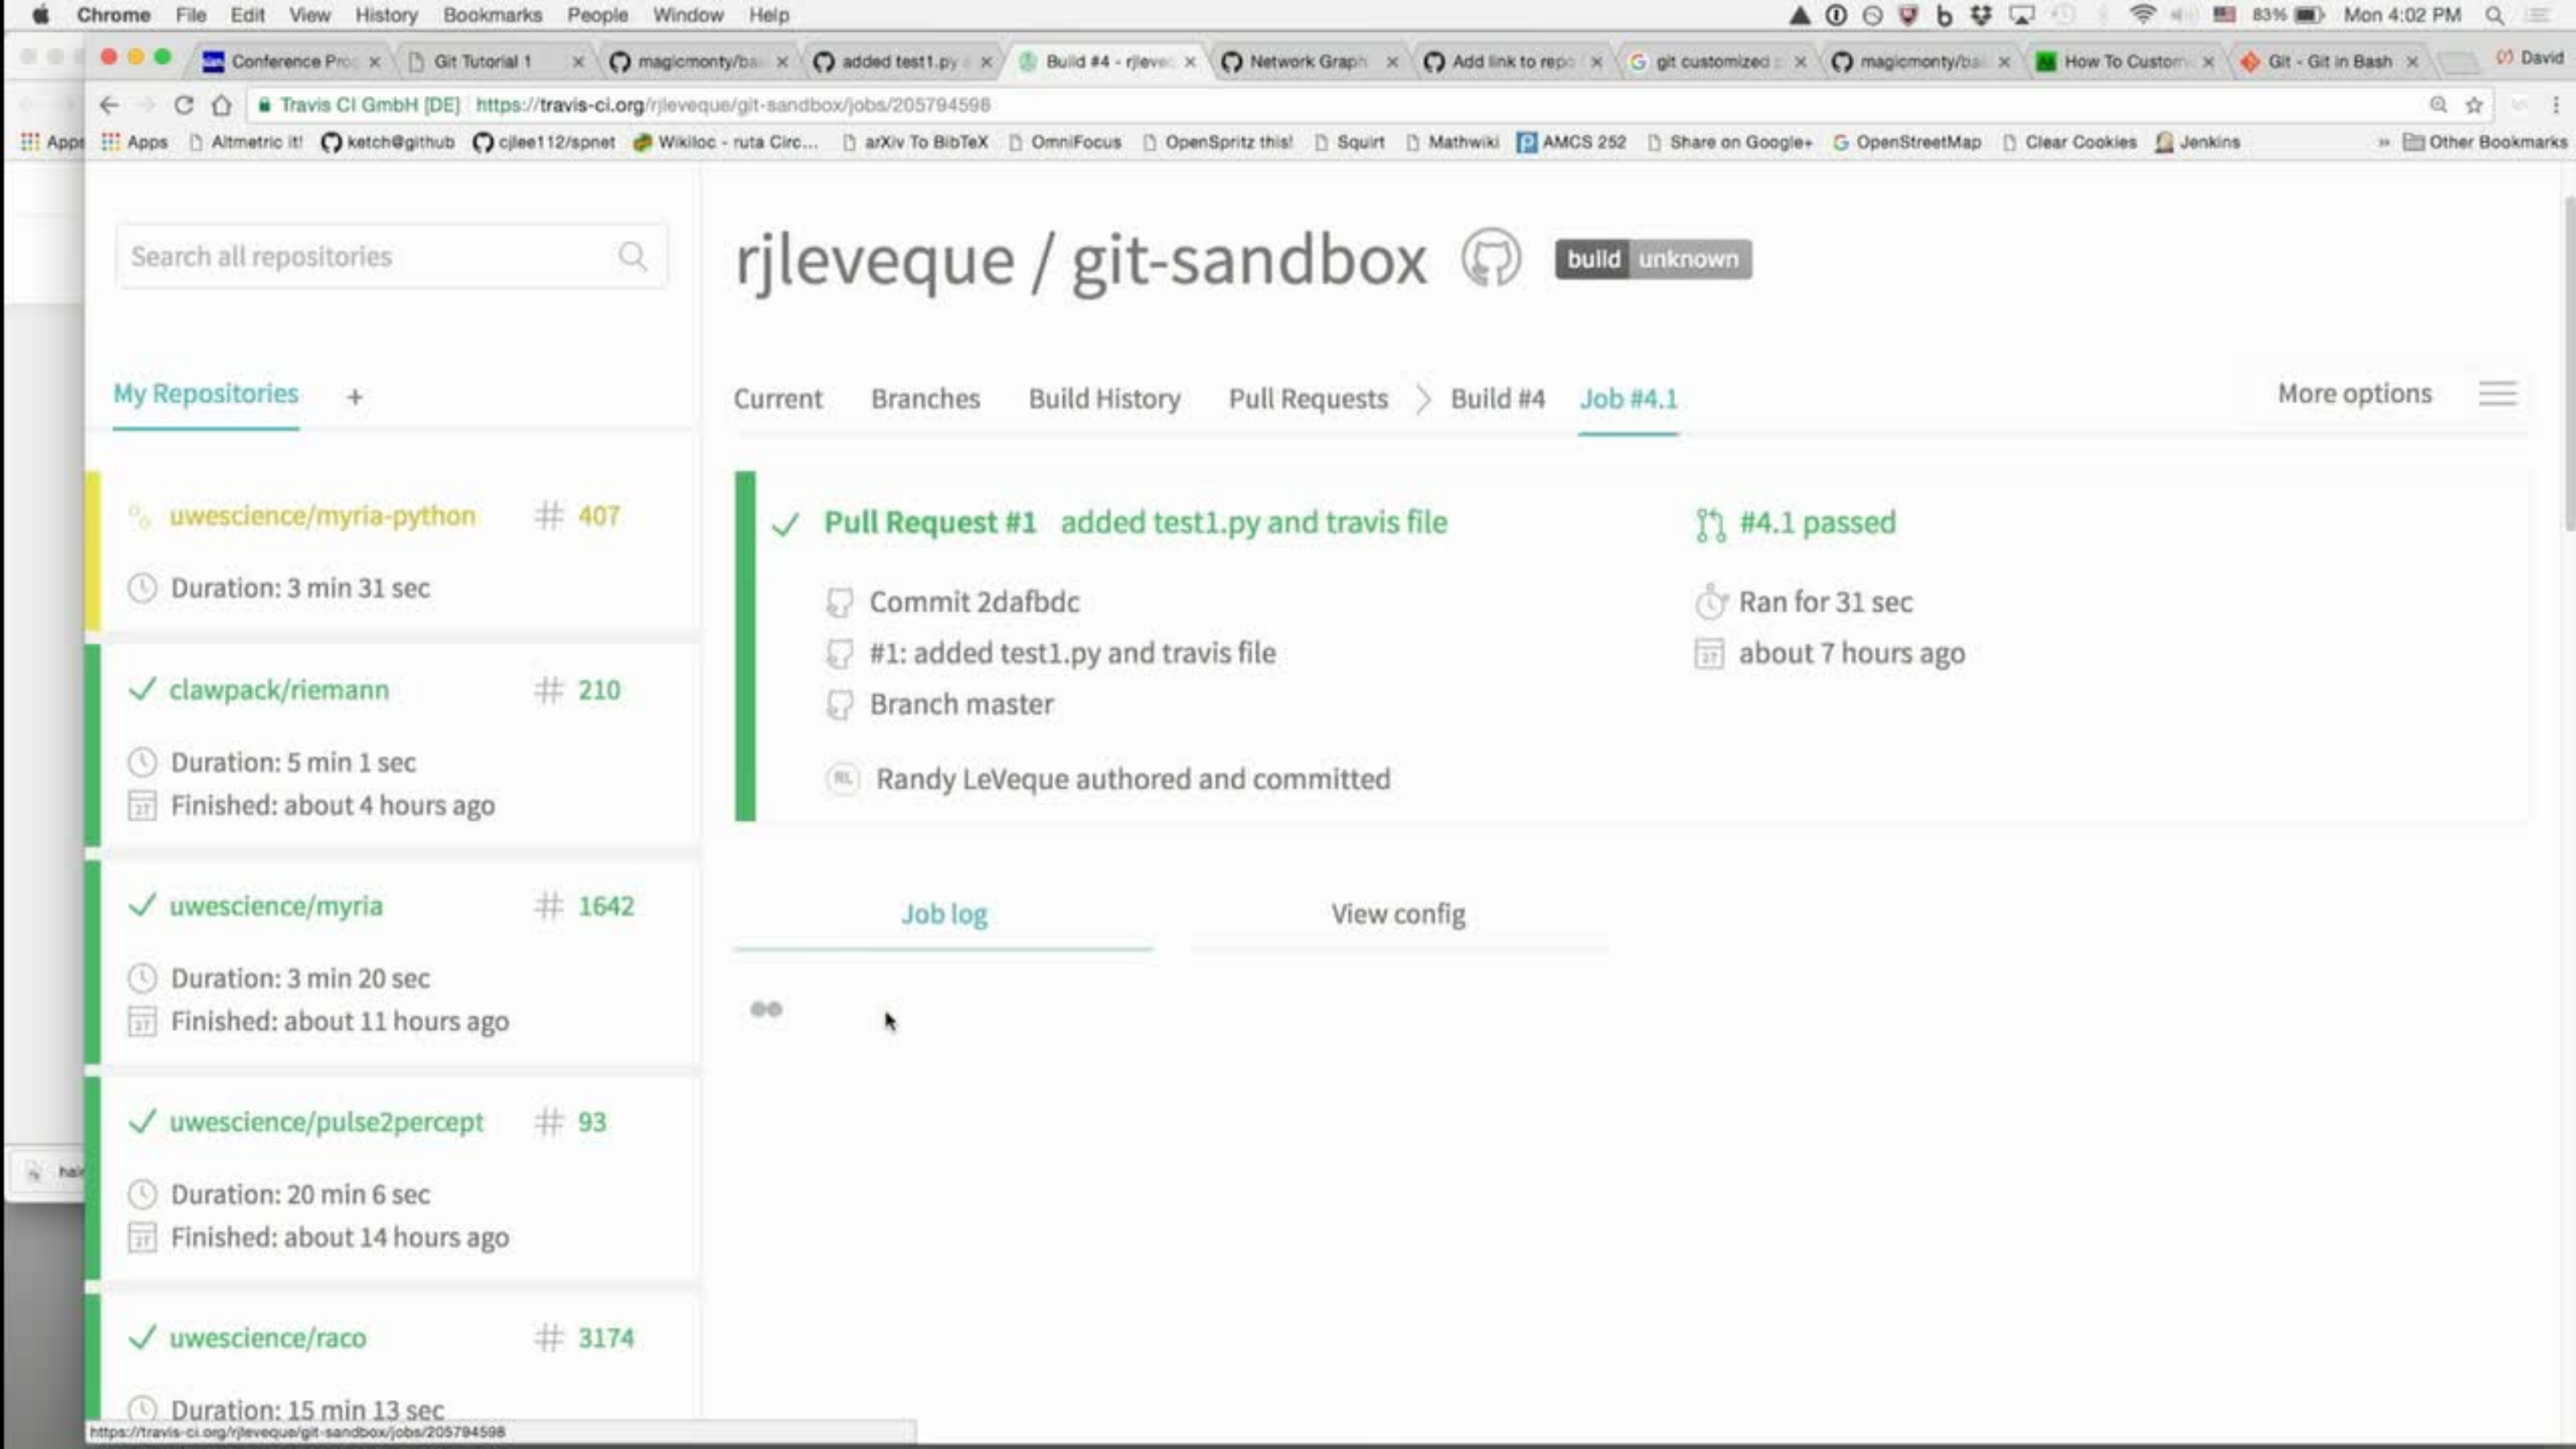 Chrome File Edit View History Bookmarks People Window Help 83% Mon 4:02 PM
Conference Pro Git Tutorial 1 magicmonty/ba added test1.py Build #4 - rjleve Network Graph Add link to repo git customized magicmonty/ba How To Custom Git - Git in Bash David
Travis CI GmbH [DE] https://travis-ci.org/rjleveque/git-sandbox/jobs/205794598
Apps Apps Altmetric it! ketch@github cjlee112/spnet Wikiloc - ruta Circ... arXiv To BibTeX OmniFocus OpenSpritz this! Squirt Mathwiki AMCS 252 Share on Google+ OpenStreetMap Clear Cookies Jenkins » Other Bookmarks
Search all repositories
rjleveque / git-sandbox build unknown
My Repositories +
Current Branches Build History Pull Requests Build #4 Job #4.1 More options
uwescience/myria-python # 407
Duration: 3 min 31 sec
clawpack/riemann # 210
Duration: 5 min 1 sec
Finished: about 4 hours ago
uwescience/myria # 1642
Duration: 3 min 20 sec
Finished: about 11 hours ago
uwescience/pulse2percept # 93
Duration: 20 min 6 sec
Finished: about 14 hours ago
uwescience/raco # 3174
Duration: 15 min 13 sec
Pull Request #1 added test1.py and travis file #4.1 passed
Commit 2dafbdc Ran for 31 sec
#1: added test1.py and travis file about 7 hours ago
Branch master
RL Randy LeVeque authored and committed
Job log View config
https://travis-ci.org/rjleveque/git-sandbox/jobs/205794598